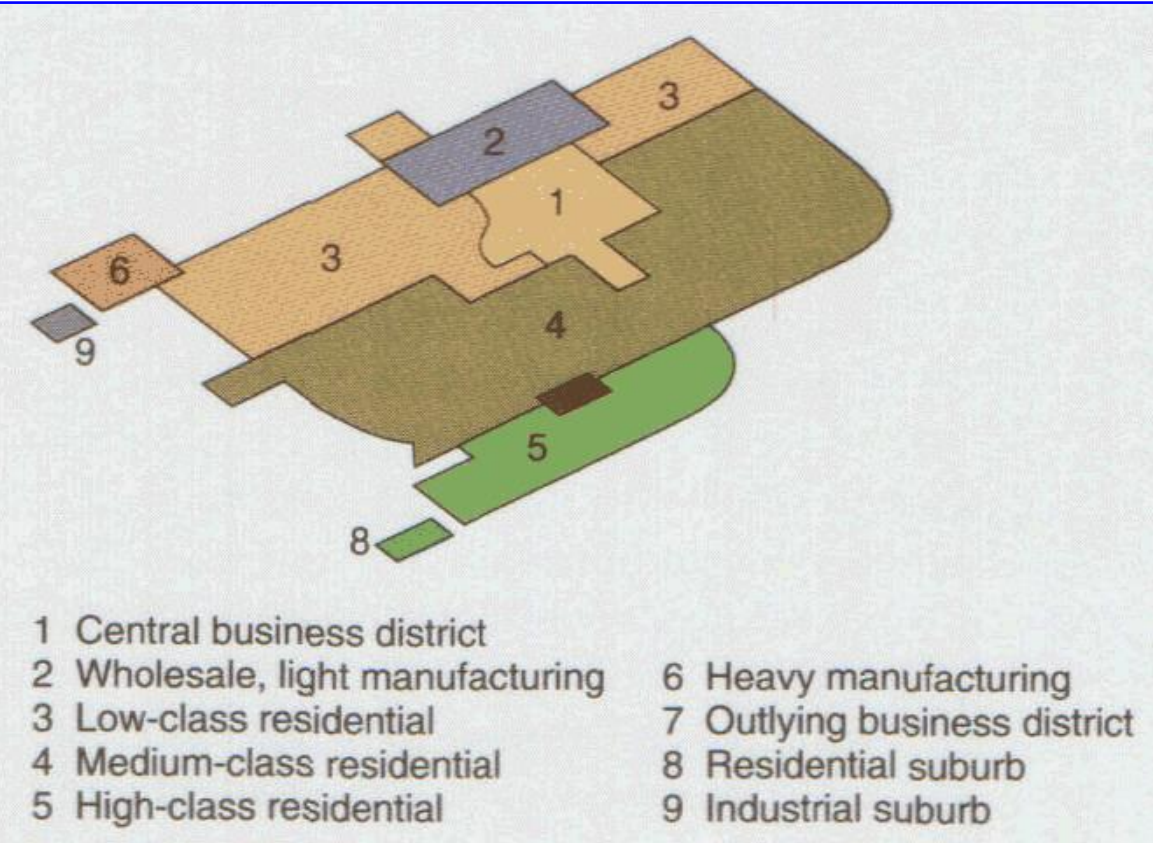 3
2
1
3
6
4
9
5
8
1 Central business district
2 Wholesale, light manufacturing
3 Low-class residential
4 Medium-class residential
5 High-class residential
6 Heavy manufacturing
7 Outlying business district
8 Residential suburb
9 Industrial suburb